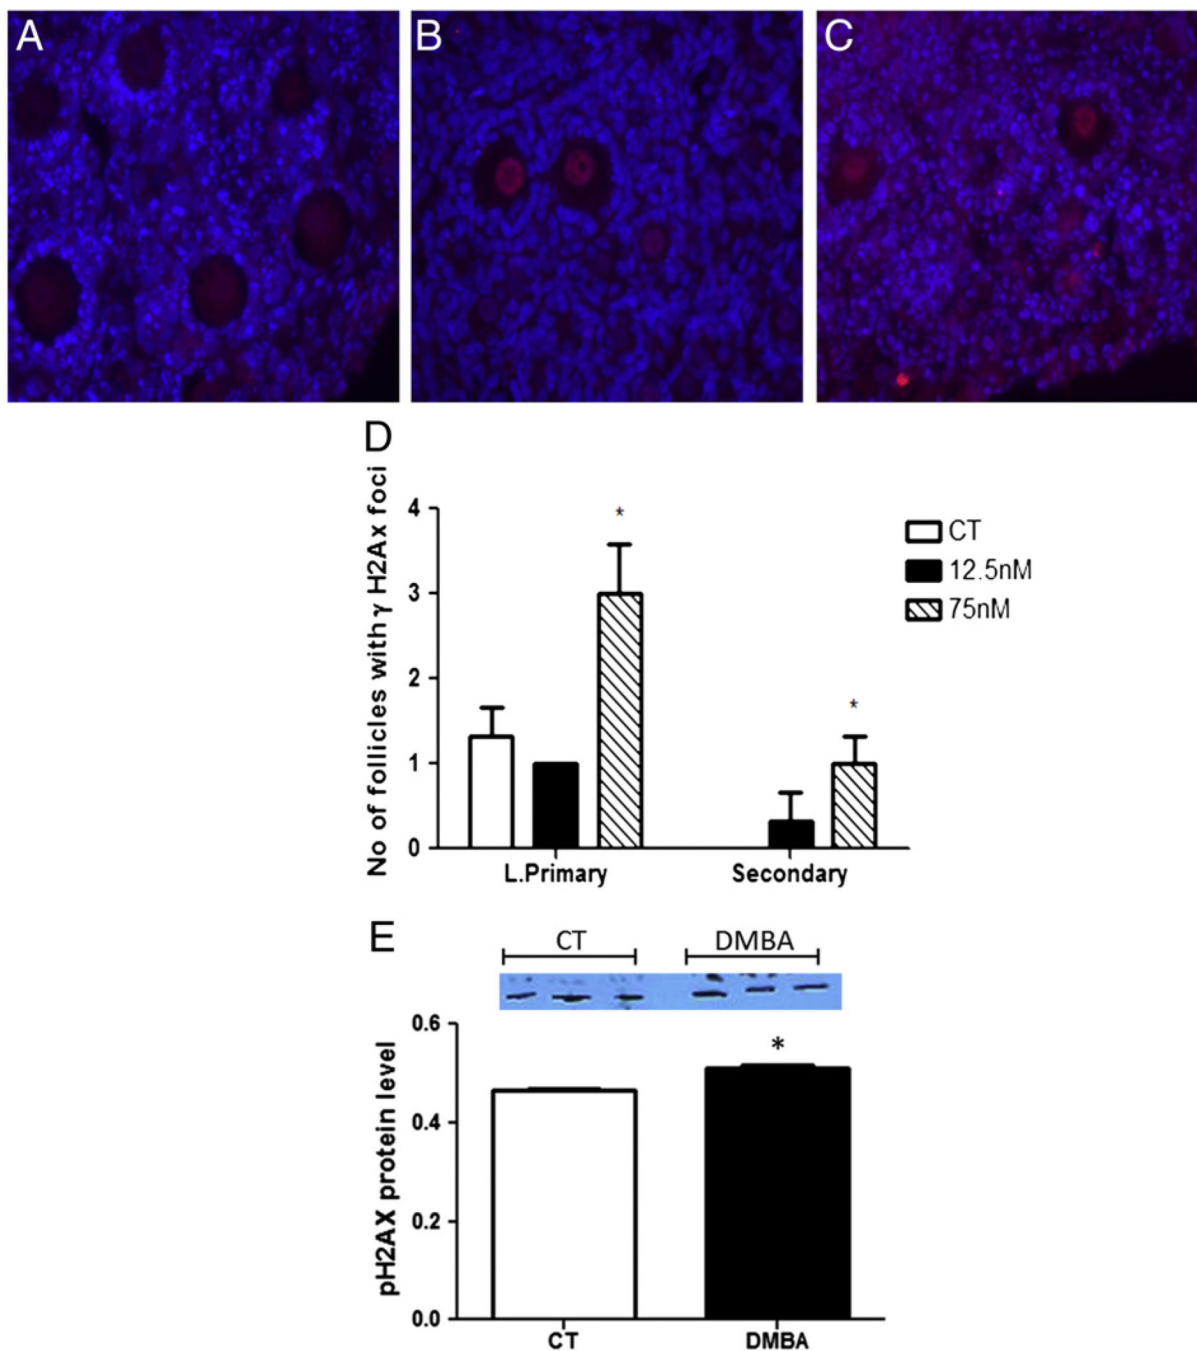 A
B
C
D
No of follicles with γ H2Ax foci
4
3
2
1
0
*
*
L.Primary
Secondary
CT
12.5nM
75nM
E
CT
DMBA
pH2AX protein level
0.6
0.4
0.2
0.0
*
CT
DMBA